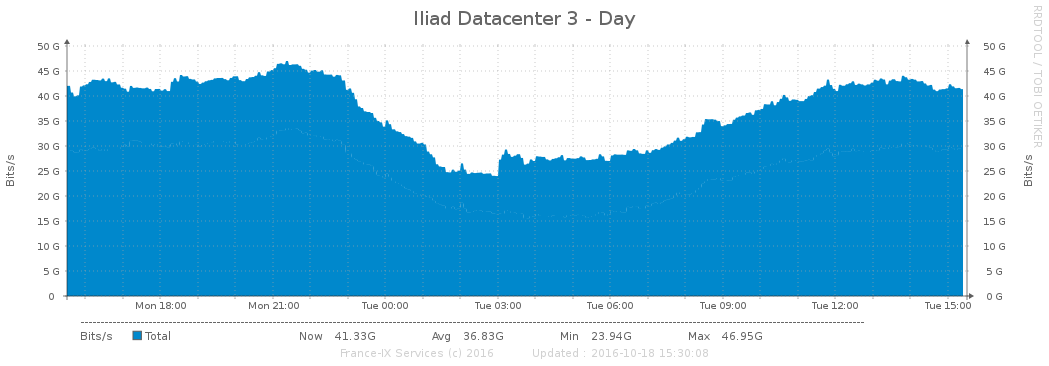 Iliad Datacenter 3 - Day
RRDTOOL / TOBI OETIKER
50 G 50 G
45 G 45 G
40 G 40 G
35 G 35 G
30 G 30 G
25 G 25 G
20 G 20 G
15 G 15 G
10 G 10 G
5 G 5 G
0 0 G
Bits/s
Bits/s
Mon 18:00 Mon 21:00 Tue 00:00 Tue 03:00 Tue 06:00 Tue 09:00 Tue 12:00 Tue 15:00
Bits/s Total Now 41.33G Avg 36.83G Min 23.94G Max 46.95G
France-IX Services (c) 2016 Updated : 2016-10-18 15:30:08